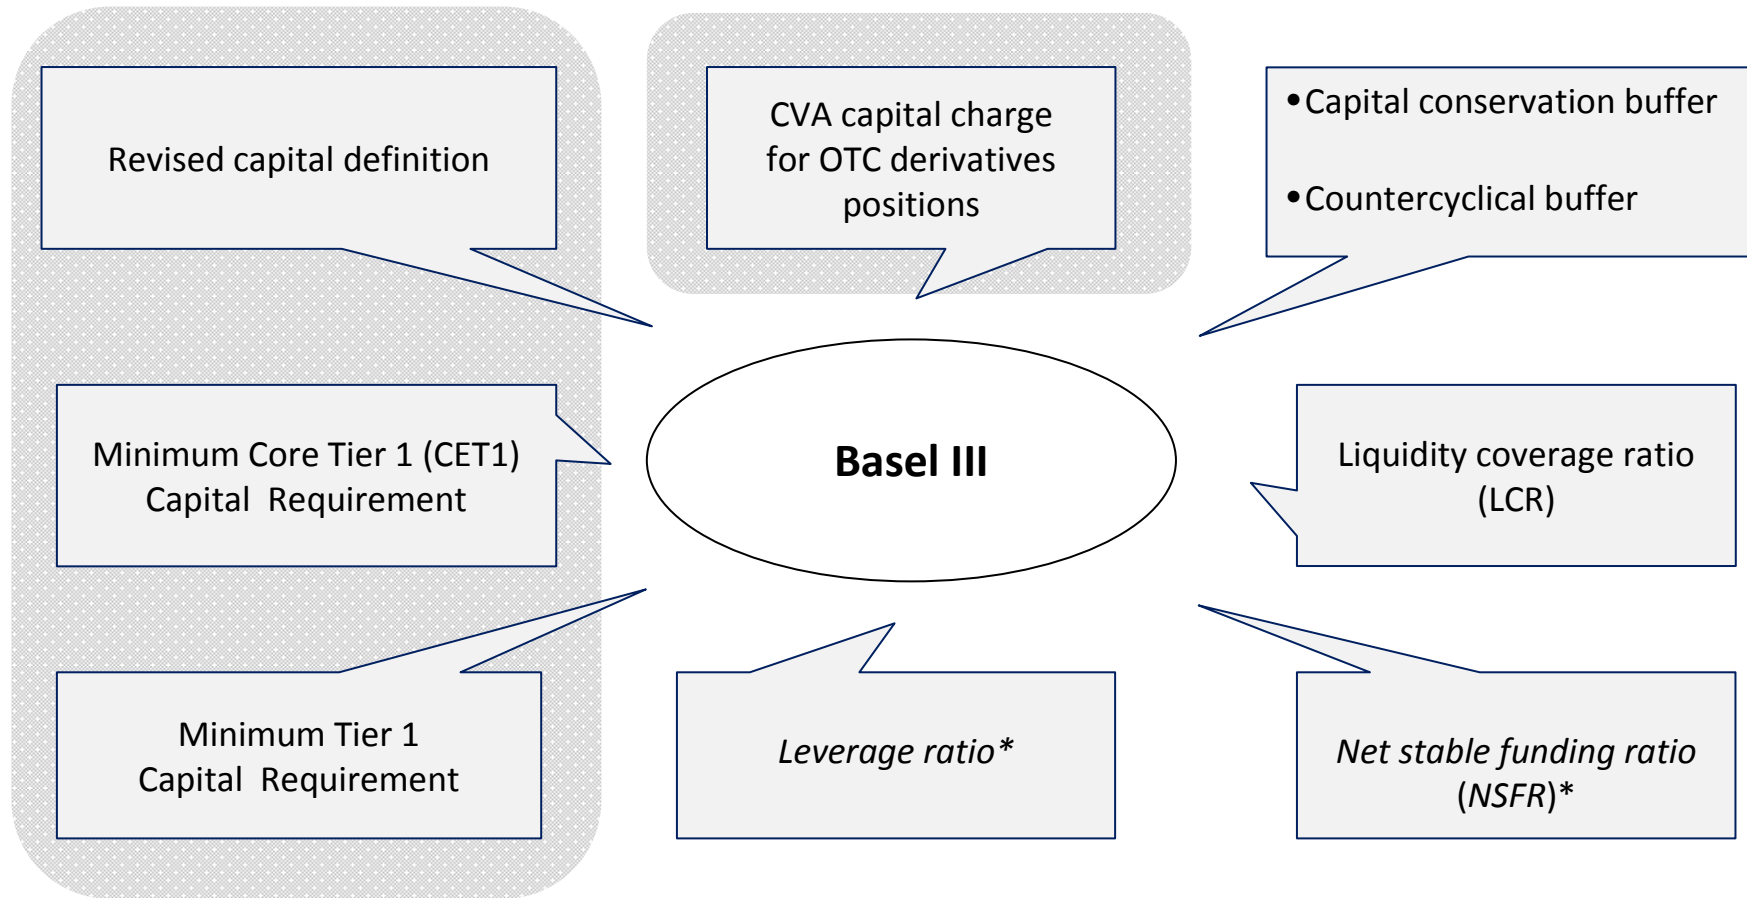 Revised capital definition
CVA capital charge
for OTC derivatives
positions
•Capital conservation buffer
•Countercyclical buffer
Minimum Core Tier 1 (CET1)
Capital Requirement
Basel III
Liquidity coverage ratio
(LCR)
Minimum Tier 1
Capital Requirement
Leverage ratio*
Net stable funding ratio
(NSFR)*